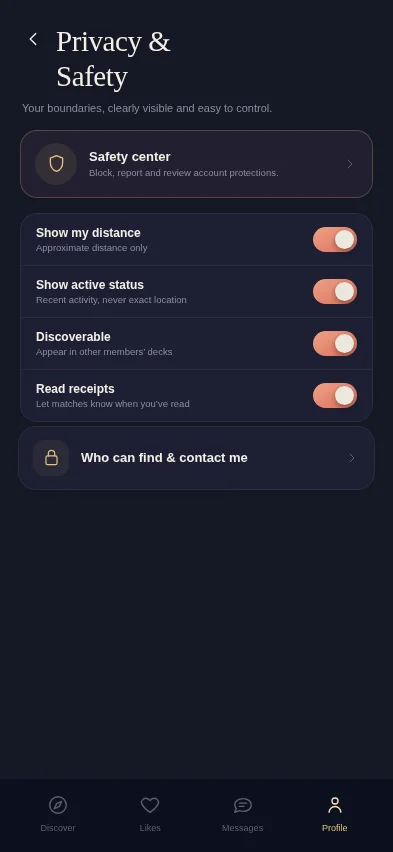 Privacy &
Safety
Your boundaries, clearly visible and easy to control.
Safety center
Block, report and review account protections.
Show my distance
Approximate distance only
Show active status
Recent activity, never exact location
Discoverable
Appear in other members' decks
Read receipts
Let matches know when you've read
Who can find & contact me
Discover
Likes
Messages
Profile